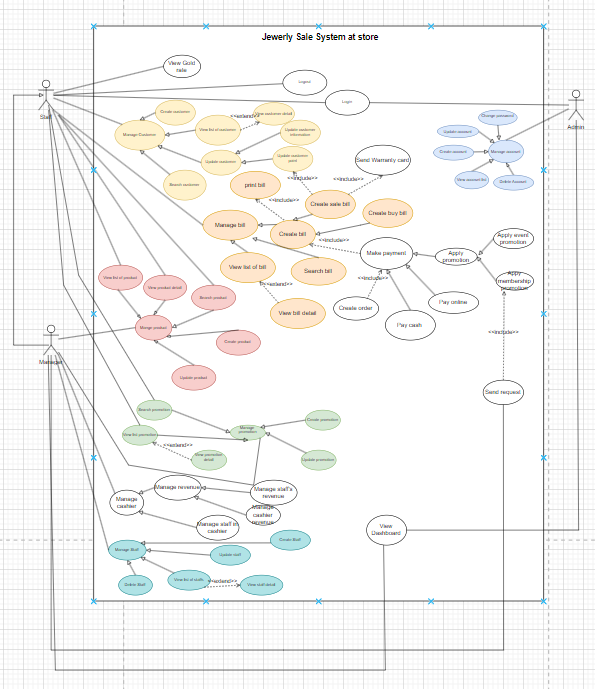 Jewerly Sale System at store
View Gold
rate
Logout
Login
Staff
Admin
Create customer
View customer detail
<<extend>>
Manage Customer
View list of customer
Update customer
information
Update customer
Update customer
point
Search customer
Change password
Update account
Create account
Manage account
View account list
Delete Account
Send Warranty card
<<include>>
<<include>>
print bill
<<include>>
Create sale bill
Create buy bill
Manage bill
Create bill
<<include>>
Make payment
Apply event
promotion
Apply
promotion
Appy
membership
promotion
View list of bill
Search bill
<<extend>>
<<include>>
View bill detail
Create order
Pay online
Pay cash
<<include>>
View list of product
View product detail
Search product
Mange product
Create product
Update product
Manager
Send request
Search promotion
Create promotion
View list promotion
Manage
promotion
<<extend>>
View promotion
detail
Update promotion
Manage revenue
Manage staff's
revenue
Manage
cashier
Manage
cashier
revenue
Manage staff in
cashier
View
Dashboard
Manage Staff
Create Staff
Update staff
Delete Staff
View list of staffs
<<extend>>
View staff detail